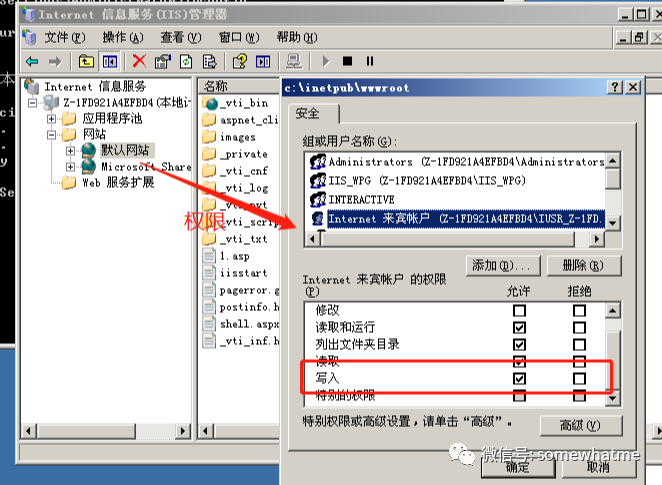 Internet 信息服务(IIS)管理器
文件(F) 操作(A) 查看(V) 窗口(W) 帮助(H)
Internet 信息服务
Z-1FD921A4EFBD4(本地计
应用程序池
网站
默认网站
Microsoft Share
Web 服务扩展
权限
名称
_vti_bin
aspnet_cli
images
_private
_vti_cnf
_vti_log
_vti_pvt
_vti_scrip
_vti_txt
1.asp
iisstart
pagerror.g
postinfo.h
shell.aspx
_vti_inf.h
c:\inetpub\wwwroot
安全
组或用户名称(G):
Administrators (Z-1FD921A4EFBD4\Administrators
IIS_WPG (Z-1FD921A4EFBD4\IIS_WPG)
INTERACTIVE
Internet 来宾帐户 (Z-1FD921A4EFBD4\IUSR_Z-1FD.
添加(D)... 删除(R)
Internet 来宾帐户 的权限
(P) 允许 拒绝
修改
读取和运行
列出文件夹目录
读取
写入
特别的权限
特别权限或高级设置,请单击“高级”。
高级(V)
微信号: somewhatme
确定 取消